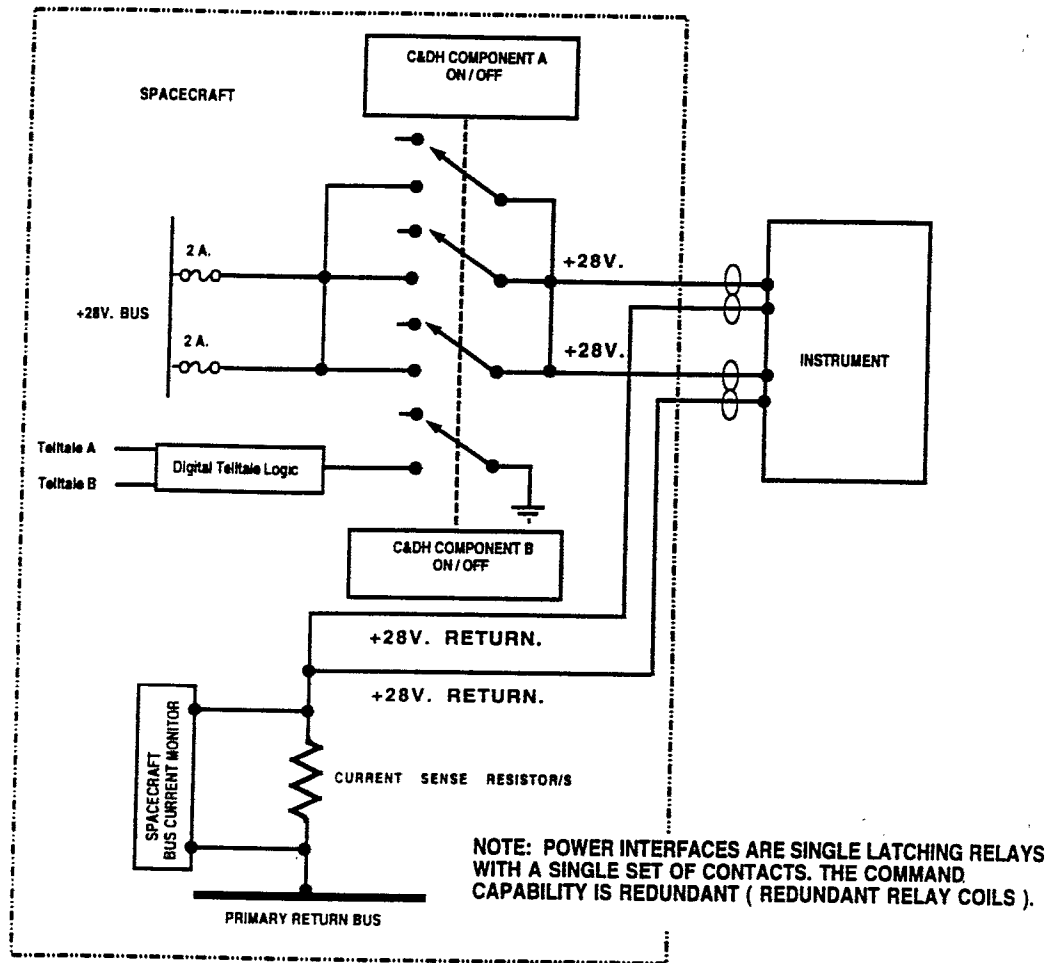 C&DH COMPONENT A
ON / OFF
SPACECRAFT
2 A.
+28V. BUS
2 A.
+28V.
+28V.
INSTRUMENT
Telltale A
Telltale B
Digital Telltale Logic
C&DH COMPONENT B
ON / OFF
+28V. RETURN.
+28V. RETURN.
SPACECRAFT
BUS CURRENT MONITOR
CURRENT SENSE RESISTOR/S
PRIMARY RETURN BUS
NOTE: POWER INTERFACES ARE SINGLE LATCHING RELAYS
WITH A SINGLE SET OF CONTACTS. THE COMMAND
CAPABILITY IS REDUNDANT ( REDUNDANT RELAY COILS ).